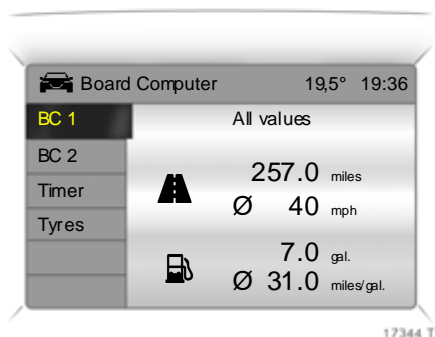 Board Computer 19,5° 19:36
BC 1
All values
BC 2
Timer
Tyres
257.0 miles
Ø 40 mph
7.0 gal.
Ø 31.0 miles/gal.
17344 T